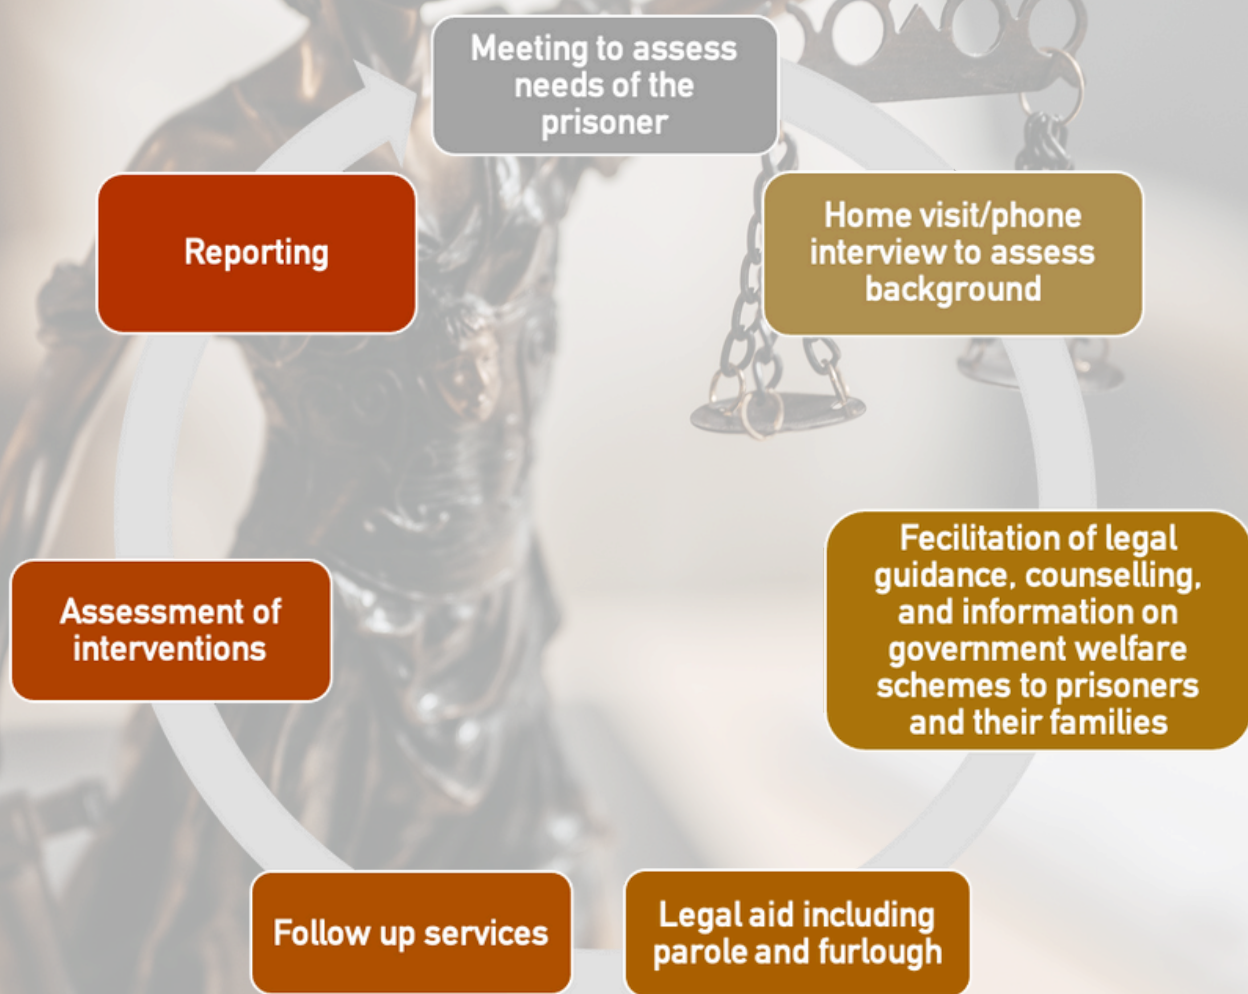 Meeting to assess
needs of the
prisoner
Home visit/phone
interview to assess
background
Fecilitation of legal
guidance, counselling,
and information on
government welfare
schemes to prisoners
and their families
Legal aid including
parole and furlough
Follow up services
Assessment of
interventions
Reporting